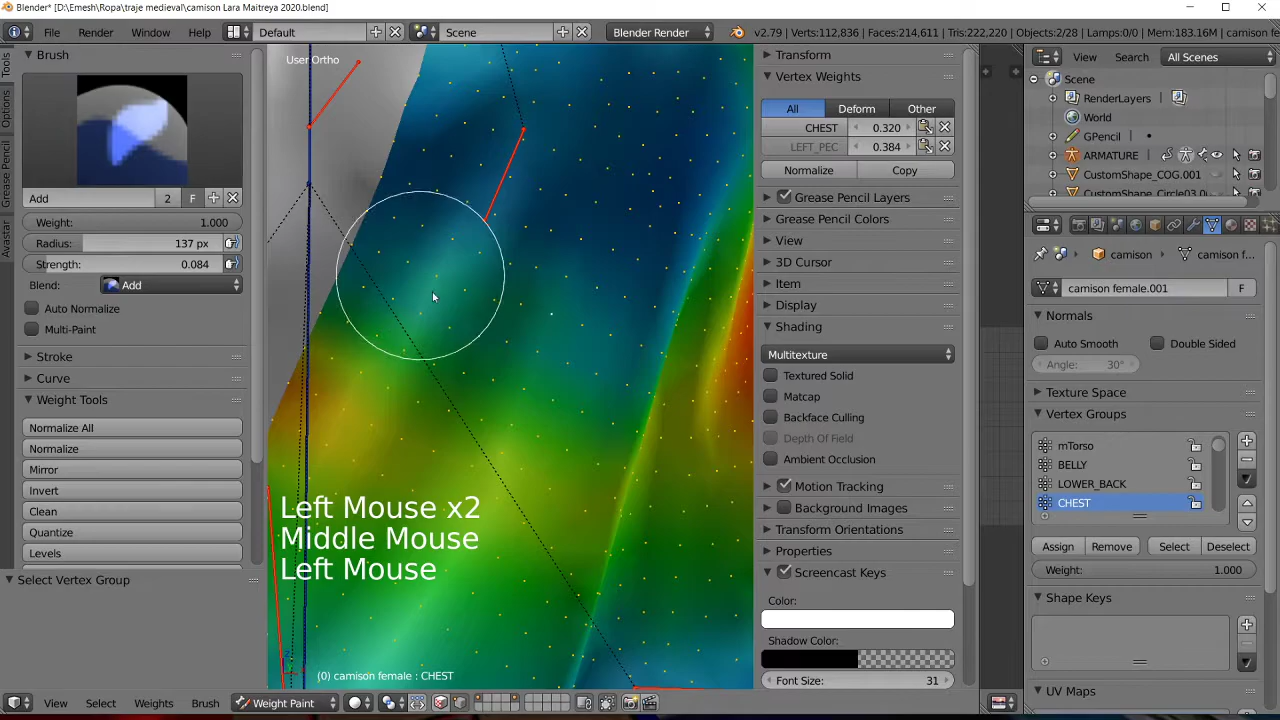 Blender* [D:\Emesh\Ropa\traje medieval\camison Lara Maitreya 2020.blend]
File Render Window Help Default Scene Blender Render v2.79 | Verts:112,836 | Faces:214,611 | Tris:222,220 | Objects:2/28 | Lamps:0/0 | Mem:183.16M | camison fe
Tools
Options
Grease Pencil
Avastar
Brush
Add 2 F
Weight: 1.000
Radius: 137 px
Strength: 0.084
Blend: Add
Auto Normalize
Multi-Paint
Stroke
Curve
Weight Tools
Normalize All
Normalize
Mirror
Invert
Clean
Quantize
Levels
Select Vertex Group
User Ortho
Left Mouse x2
Middle Mouse
Left Mouse
(0) camison female : CHEST
View Select Weights Brush Weight Paint
Transform
Vertex Weights
All Deform Other
CHEST 0.320
LEFT_PEC 0.384
Normalize Copy
Grease Pencil Layers
Grease Pencil Colors
View
3D Cursor
Item
Display
Shading
Multitexture
Textured Solid
Matcap
Backface Culling
Depth Of Field
Ambient Occlusion
Motion Tracking
Background Images
Transform Orientations
Properties
Screencast Keys
Color:
Shadow Color:
Font Size: 31
View Search All Scenes
Scene
RenderLayers
World
GPencil
ARMATURE
CustomShape_COG.001
CustomShape_Circle03.0
camison camison f...
camison female.001 F
Normals
Auto Smooth Double Sided
Angle: 30°
Texture Space
Vertex Groups
mTorso
BELLY
LOWER_BACK
CHEST
Assign Remove Select Deselect
Weight: 1.000
Shape Keys
UV Maps